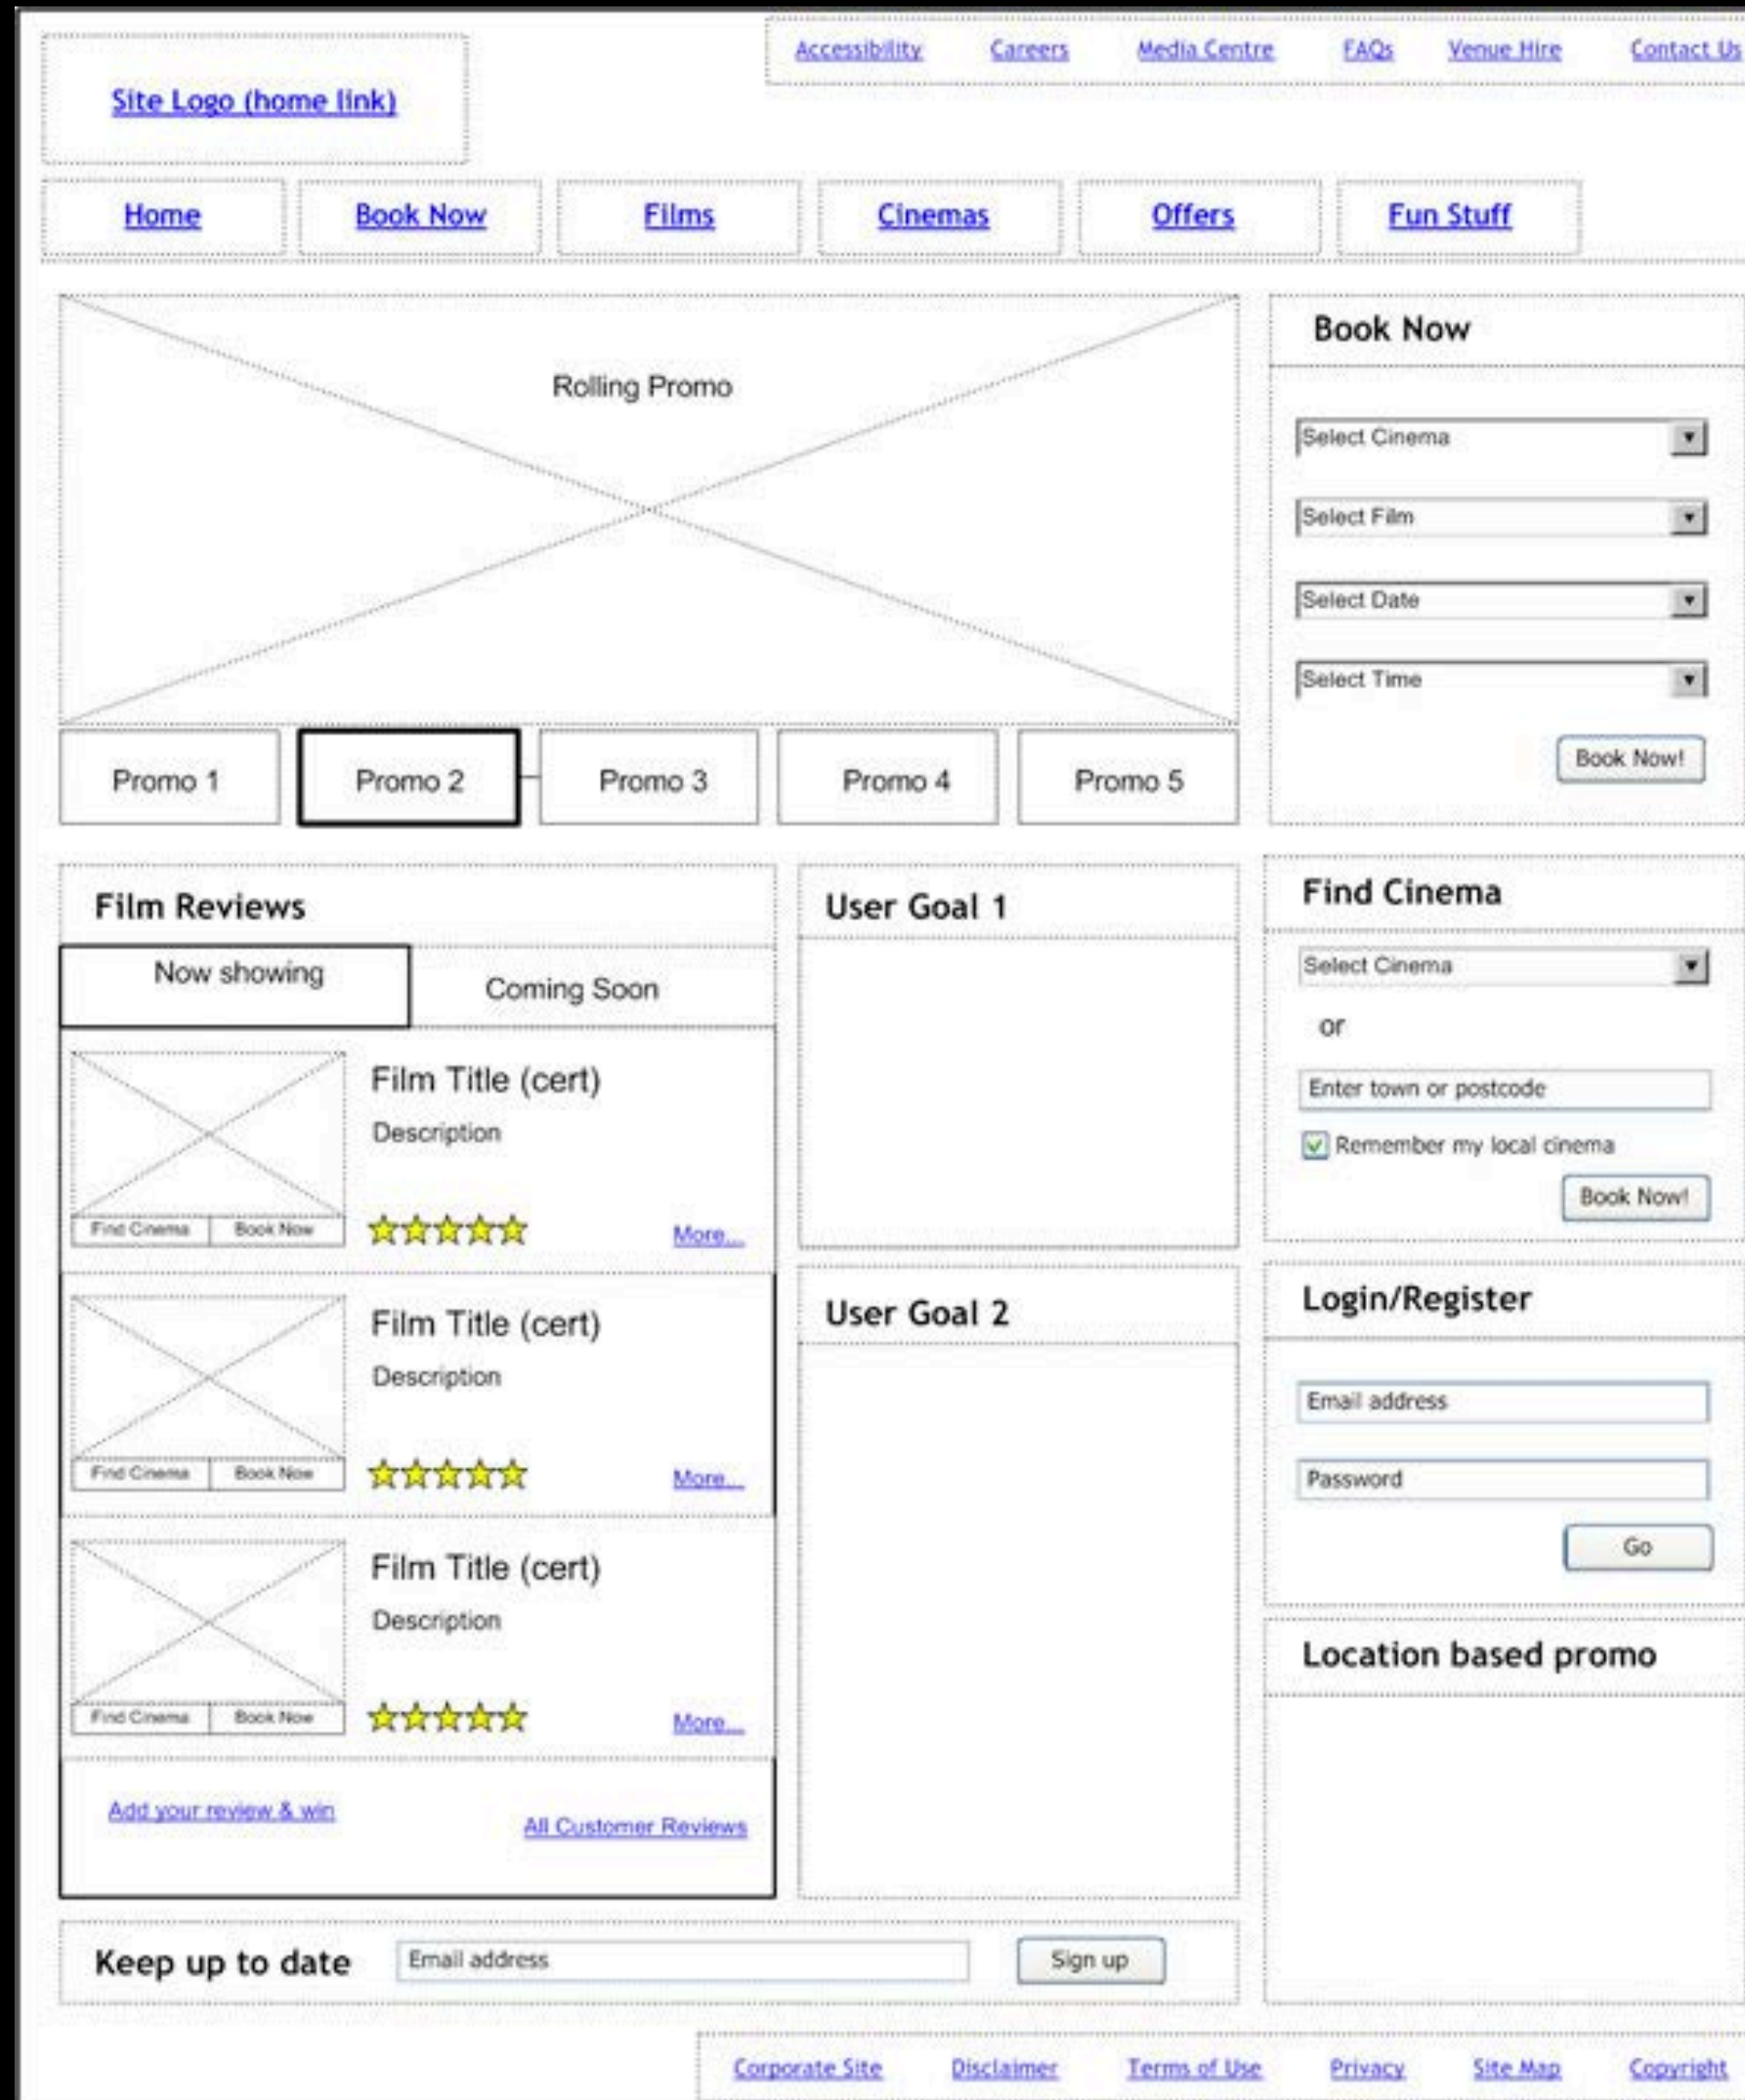 Accessibility Careers Media Centre FAQs Venue Hire Contact Us
Site Logo (home link)
Home Book Now Films Cinemas Offers Fun Stuff
Rolling Promo
Promo 1 Promo 2 Promo 3 Promo 4 Promo 5
Book Now
Select Cinema
Select Film
Select Date
Select Time
Book Now!
Film Reviews
Now showing Coming Soon
Film Title (cert)
Description
Find Cinema Book Now More...
Film Title (cert)
Description
Find Cinema Book Now More...
Film Title (cert)
Description
Find Cinema Book Now More...
Add your review & win
All Customer Reviews
User Goal 1
User Goal 2
Find Cinema
Select Cinema
or
Enter town or postcode
Remember my local cinema
Book Now!
Login/Register
Email address
Password
Go
Location based promo
Keep up to date Email address Sign up
Corporate Site Disclaimer Terms of Use Privacy Site Map Copyright